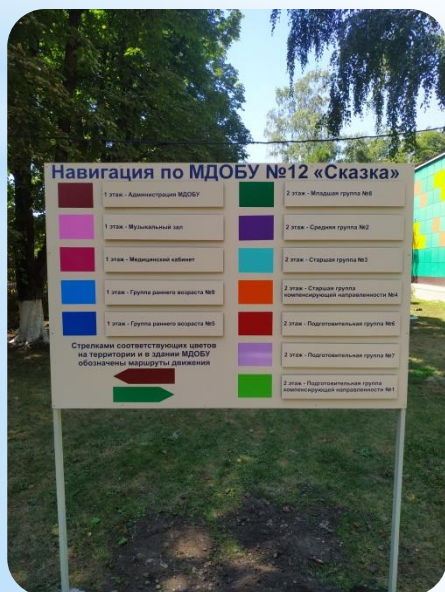 Навигация по МДОБУ №12 «Сказка»
1 этаж - Администрация МДОБУ
1 этаж - Музыкальный зал
1 этаж - Медицинский кабинет
1 этаж - Группа раннего возраста №8
1 этаж - Группа раннего возраста №5
Стрелками соответствующих цветов
на территории и в здании МДОБУ
обозначены маршруты движения
2 этаж - Младшая группа
2 этаж - Средняя группа №2
2 этаж - Старшая группа №3
2 этаж - Старшая группа
компенсирующей направленности №4
2 этаж - Подготовительная группа №6
2 этаж - Подготовительная группа №7
2 этаж - Подготовительная группа
компенсирующей направленности №1